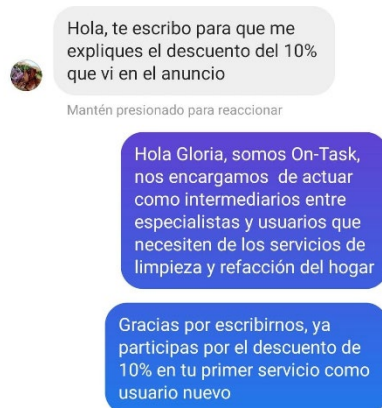 Hola, te escribo para que me
expliques el descuento del 10%
que vi en el anuncio
Mantén presionado para reaccionar
Hola Gloria, somos On-Task,
nos encargamos de actuar
como intermediarios entre
especialistas y usuarios que
necesiten de los servicios de
limpieza y refacción del hogar
Gracias por escribirnos, ya
participas por el descuento de
10% en tu primer servicio como
usuario nuevo